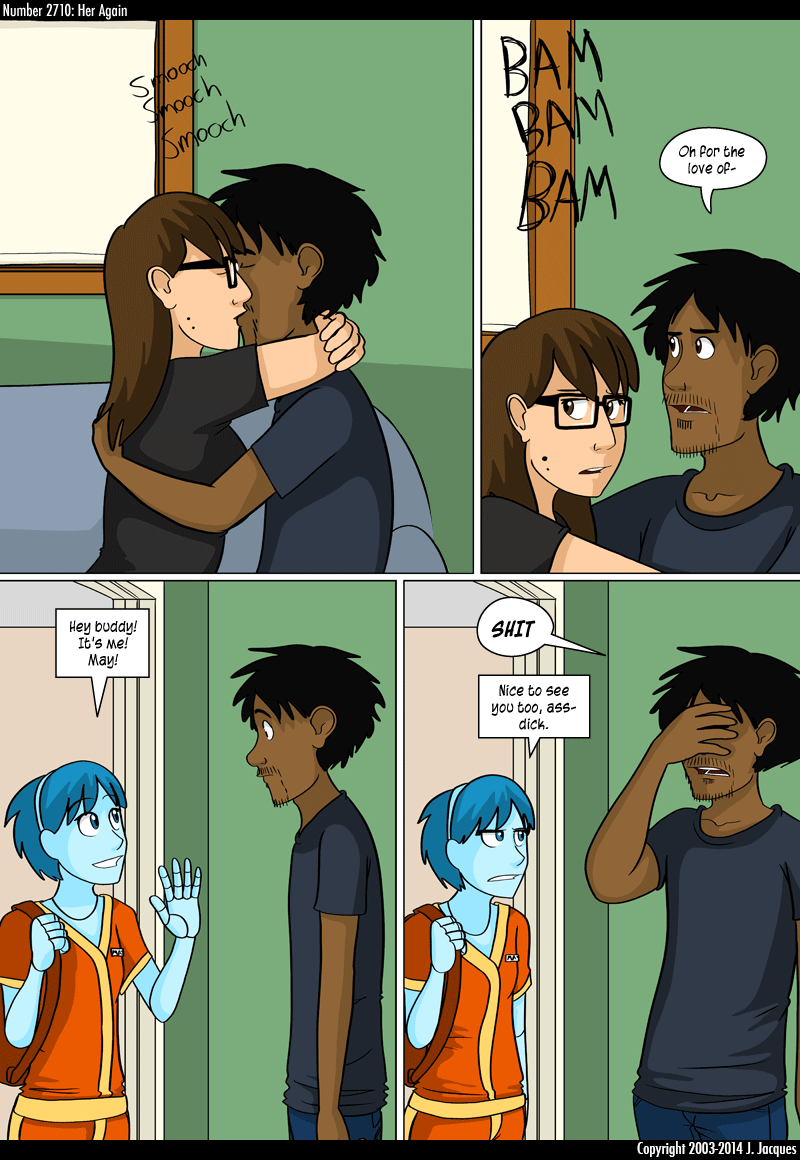 Number 2710: Her Again
Smooch
Smooch
Smooch
BAM
BAM
BAM
Oh for the
love of-
Hey buddy!
It's me!
May!
SHIT
Nice to see
you too, ass-
dick.
Copyright 2003-2014 J. Jacques